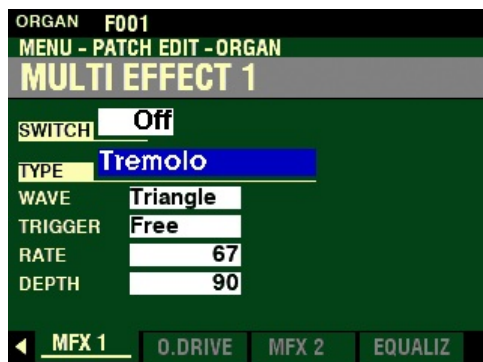 ORGAN F001
MENU - PATCH EDIT - ORGAN
MULTI EFFECT 1
SWITCH Off
TYPE Tremolo
WAVE Triangle
TRIGGER Free
RATE 67
DEPTH 90
MFX 1 O.DRIVE MFX 2 EQUALIZ